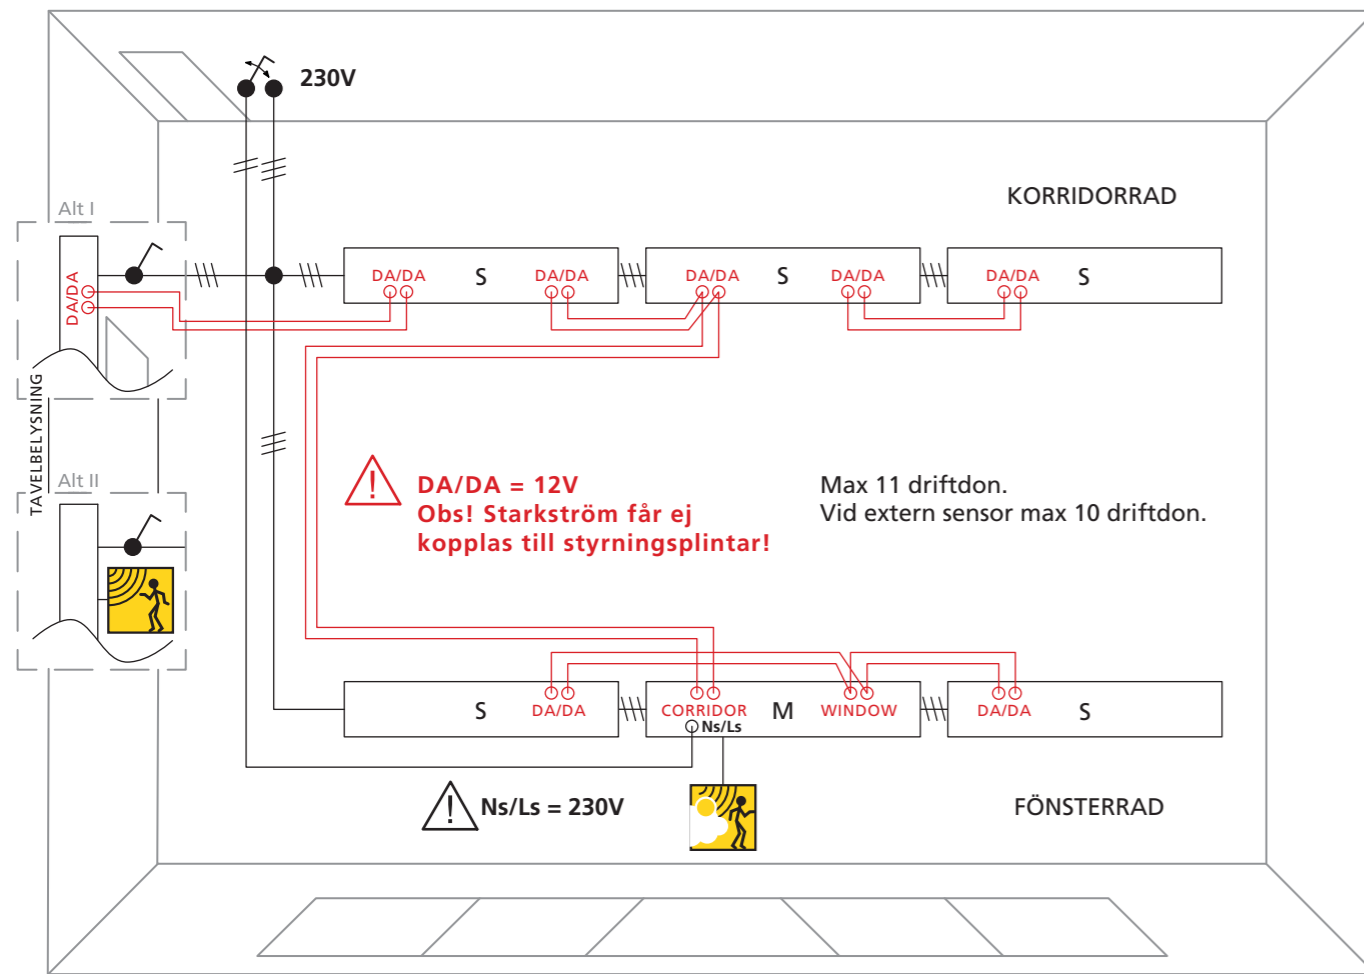 230V
KORRIDORRAD
Alt I
DA/DA
DA/DA
S
DA/DA
DA/DA
S
DA/DA
DA/DA
S
TAVELBELYSNING
DA/DA = 12V
Obs! Starkström får ej
kopplas till styrningsplintar!
Max 11 driftdon.
Vid extern sensor max 10 driftdon.
Alt II
S
DA/DA
CORRIDOR
M
WINDOW
Ns/Ls
DA/DA
S
Ns/Ls = 230V
FÖNSTERRAD